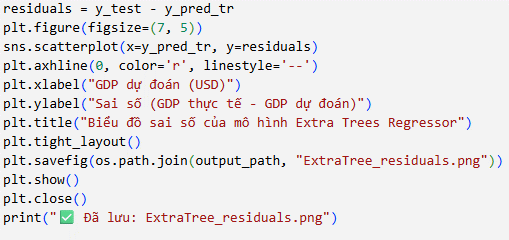 residuals = y_test - y_pred_tr
plt.figure(figsize=(7, 5))
sns.scatterplot(x=y_pred_tr, y=residuals)
plt.axhline(0, color='r', linestyle='--')
plt.xlabel("GDP dự đoán (USD)")
plt.ylabel("Sai số (GDP thực tế - GDP dự đoán)")
plt.title("Biểu đồ sai số của mô hình Extra Trees Regressor")
plt.tight_layout()
plt.savefig(os.path.join(output_path, "ExtraTree_residuals.png"))
plt.show()
plt.close()
print("✅ Đã lưu: ExtraTree_residuals.png")